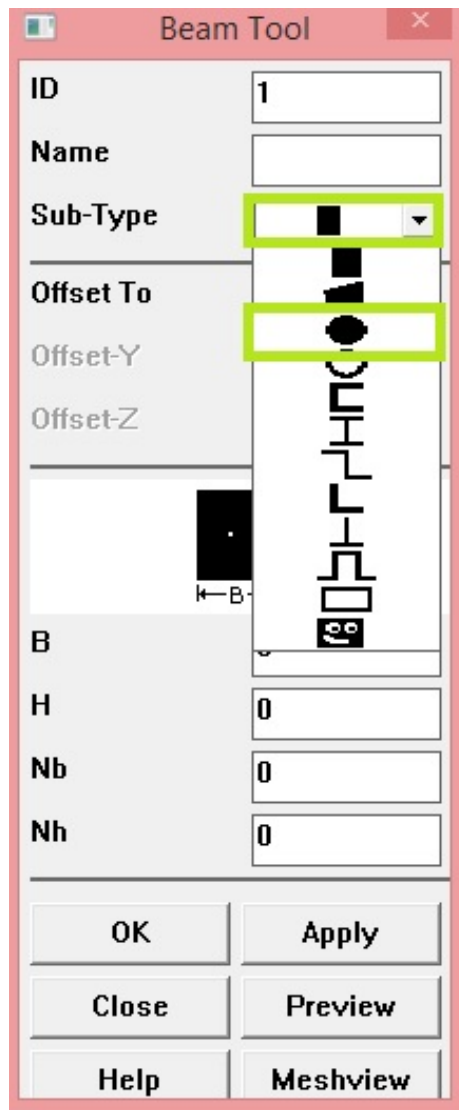 Beam Tool
ID 1
Name
Sub-Type
Offset To
Offset-Y
Offset-Z
B
B
H 0
Nb 0
Nh 0
OK Apply
Close Preview
Help Meshview